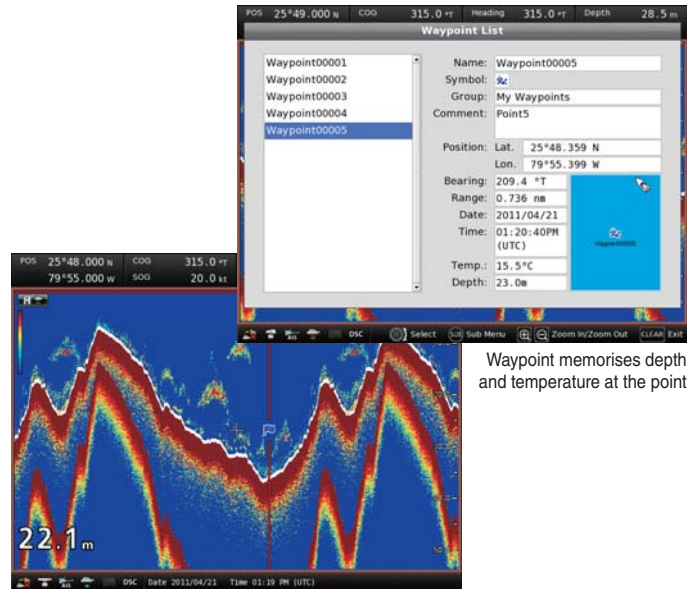 POS 25°49.000 N COG 315.0 °T Heading 315.0 °T Depth 28.5 m
Waypoint List
Waypoint00001
Waypoint00002
Waypoint00003
Waypoint00004
Waypoint00005
Name: Waypoint00005
Symbol:
Group: My Waypoints
Comment: Point5
Position: Lat. 25°48.359 N
Lon. 79°55.399 W
Bearing: 209.4 °T
Range: 0.736 nm
Date: 2011/04/21
Time: 01:20:40PM
(UTC)
Temp.: 15.5°C
Depth: 23.0m
Waypoint00005
AIS DSC Select SUB Sub Menu Zoom In/Zoom Out CLEAR Exit
Waypoint memorises depth
and temperature at the point
POS 25°48.000 N COG 315.0 °T
79°55.000 W SOG 20.0 kt
22.1 m
50
AIS DSC Date 2011/04/21 Time 01:19 PM (UTC)